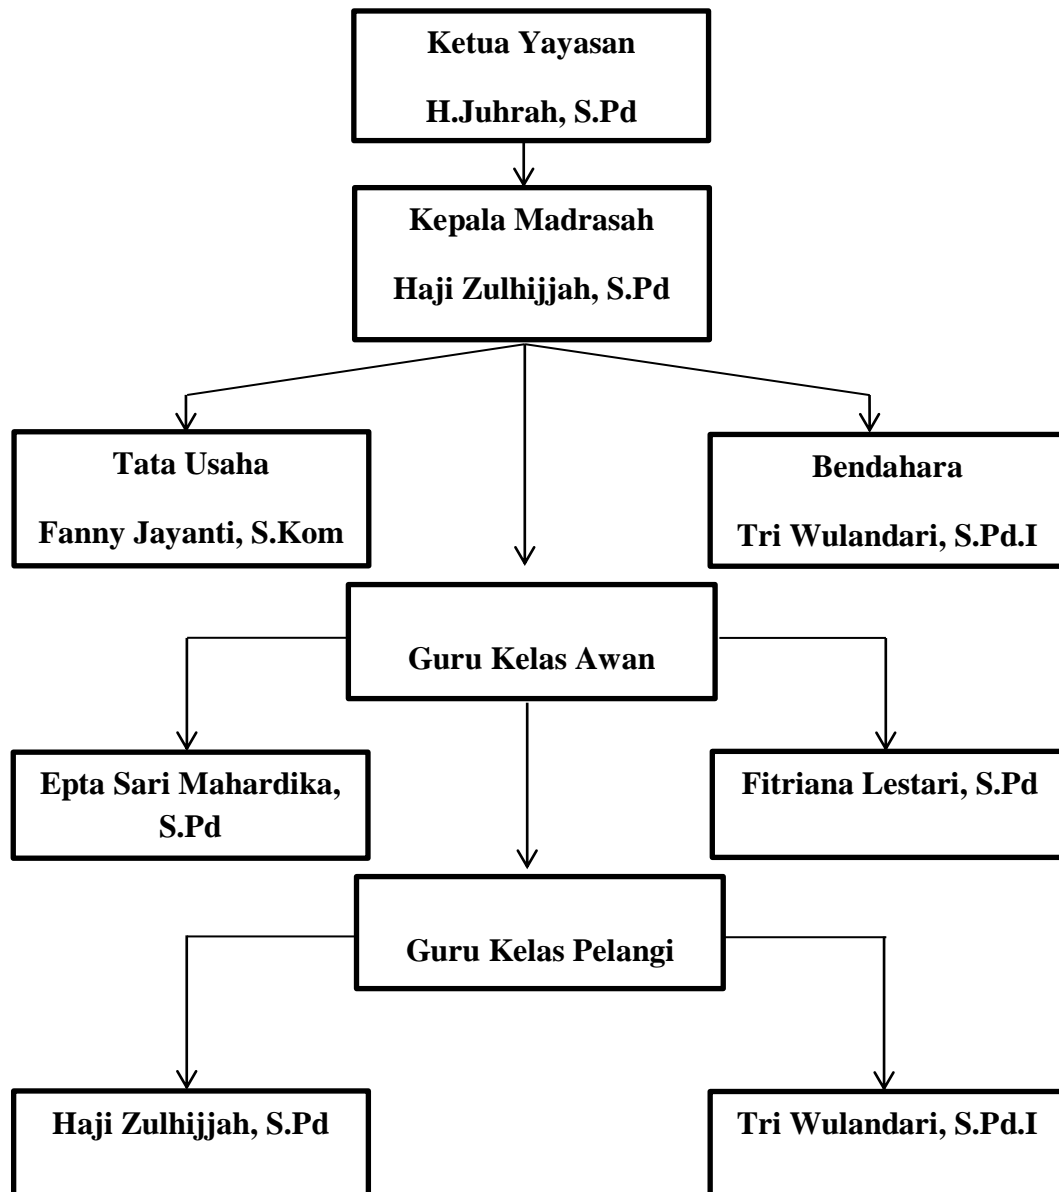 Ketua Yayasan
H.Juhrah, S.Pd
Kepala Madrasah
Haji Zulhijjah, S.Pd
Tata Usaha
Fanny Jayanti, S.Kom
Bendahara
Tri Wulandari, S.Pd.I
Guru Kelas Awan
Epta Sari Mahardika,
S.Pd
Fitriana Lestari, S.Pd
Guru Kelas Pelangi
Haji Zulhijjah, S.Pd
Tri Wulandari, S.Pd.I